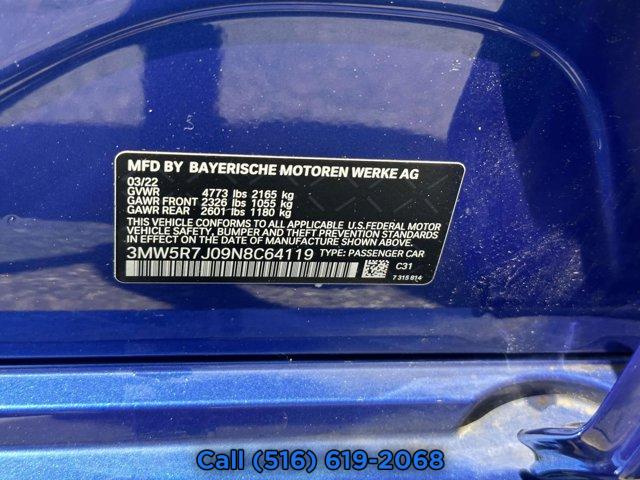 MFD BY BAYERISCHE MOTOREN WERKE AG
03/22
GVWR 4773 lbs 2165 kg
GAWR FRONT 2326 lbs 1055 kg
GAWR REAR 2601 lbs 1180 kg
THIS VEHICLE CONFORMS TO ALL APPLICABLE U.S.FEDERAL MOTOR
VEHICLE SAFETY, BUMPER, AND THEFT PREVENTION STANDARDS
IN EFFECT ON THE DATE OF MANUFACTURE SHOWN ABOVE.
3MW5R7J09N8C64119 TYPE: PASSENGER CAR
C31
7 315 814
Call (516) 619-2068